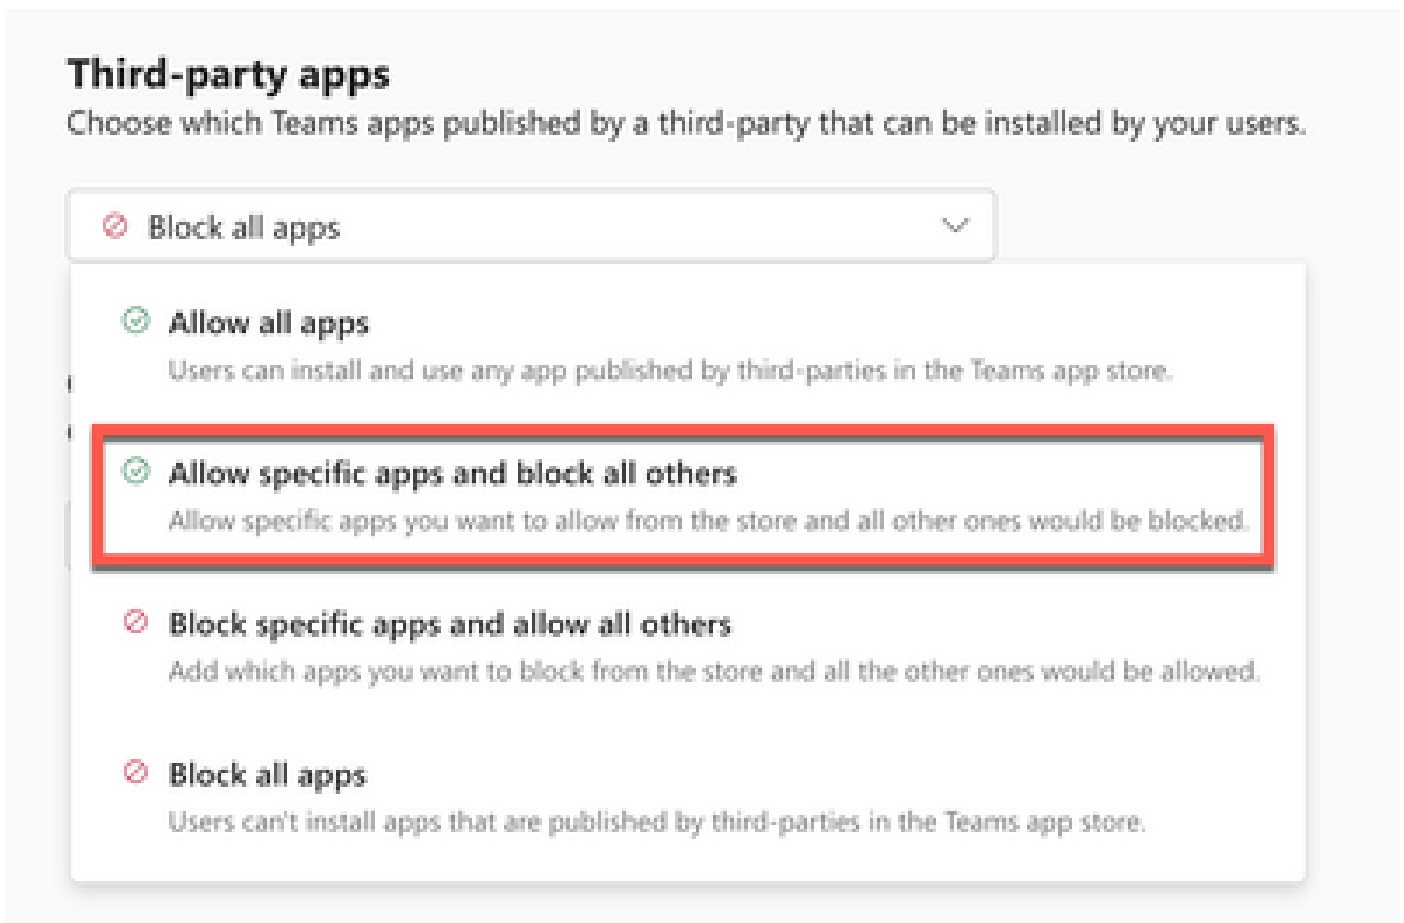 Third-party apps
Choose which Teams apps published by a third-party that can be installed by your users.
Block all apps
Allow all apps
Users can install and use any app published by third-parties in the Teams app store.
Allow specific apps and block all others
Allow specific apps you want to allow from the store and all other ones would be blocked.
Block specific apps and allow all others
Add which apps you want to block from the store and all the other ones would be allowed.
Block all apps
Users can't install apps that are published by third-parties in the Teams app store.